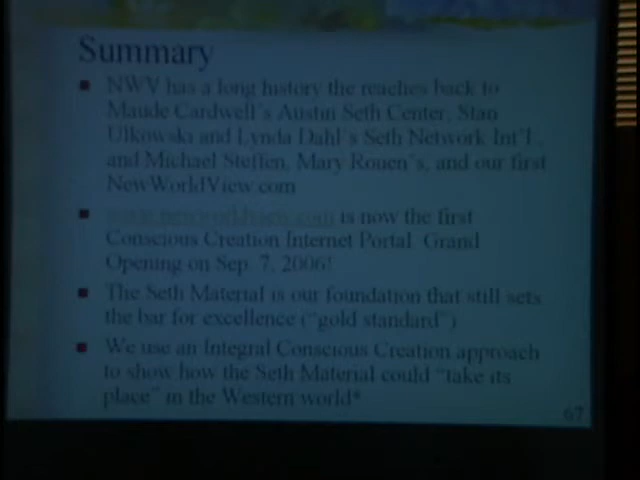 Summary
NWV has a long history the reaches back to
Maude Cardwell's Austin Seth Center, Stan
Ulkowski and Lynda Dahl's Seth Network Int'l.,
and Michael Steffen, Mary Rouen's, and our first
NewWorldView.com
is now the first
Conscious Creation Internet Portal. Grand
Opening on Sep. 7, 2006!
The Seth Material is our foundation that still sets
the bar for excellence ("gold standard")
We use an Integral Conscious Creation approach
to show how the Seth Material could "take its
place" in the Western world*
67